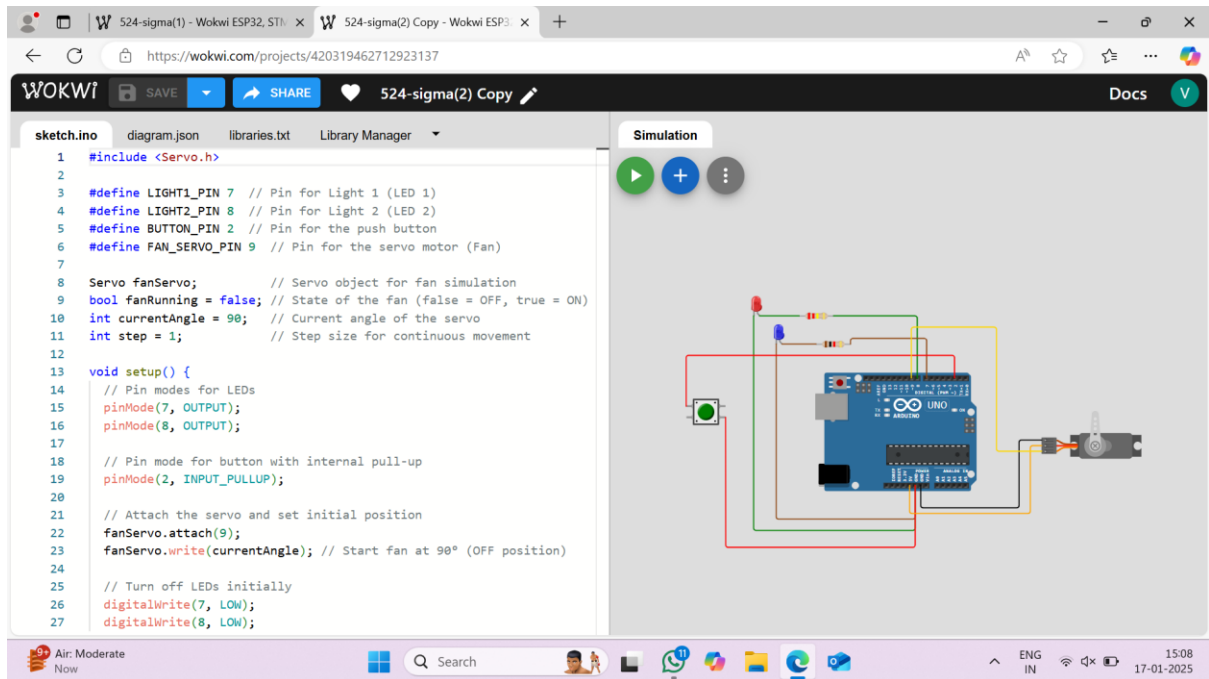 524-sigma(1) - Wokwi ESP32, STM
524-sigma(2) Copy - Wokwi ESP3
https://wokwi.com/projects/420319462712923137
WOKWI
SAVE
SHARE
524-sigma(2) Copy
Docs
V
sketch.ino
diagram.json
libraries.txt
Library Manager
Simulation
1 #include <Servo.h>
2
3 #define LIGHT1_PIN 7 // Pin for Light 1 (LED 1)
4 #define LIGHT2_PIN 8 // Pin for Light 2 (LED 2)
5 #define BUTTON_PIN 2 // Pin for the push button
6 #define FAN_SERVO_PIN 9 // Pin for the servo motor (Fan)
7
8 Servo fanServo; // Servo object for fan simulation
9 bool fanRunning = false; // State of the fan (false = OFF, true = ON)
10 int currentAngle = 90; // Current angle of the servo
11 int step = 1; // Step size for continuous movement
12
13 void setup() {
14 // Pin modes for LEDs
15 pinMode(7, OUTPUT);
16 pinMode(8, OUTPUT);
17
18 // Pin mode for button with internal pull-up
19 pinMode(2, INPUT_PULLUP);
20
21 // Attach the servo and set initial position
22 fanServo.attach(9);
23 fanServo.write(currentAngle); // Start fan at 90° (OFF position)
24
25 // Turn off LEDs initially
26 digitalWrite(7, LOW);
27 digitalWrite(8, LOW);
UNO
ARDUINO
9+
Air: Moderate
Now
Search
11
ENG
IN
15:08
17-01-2025